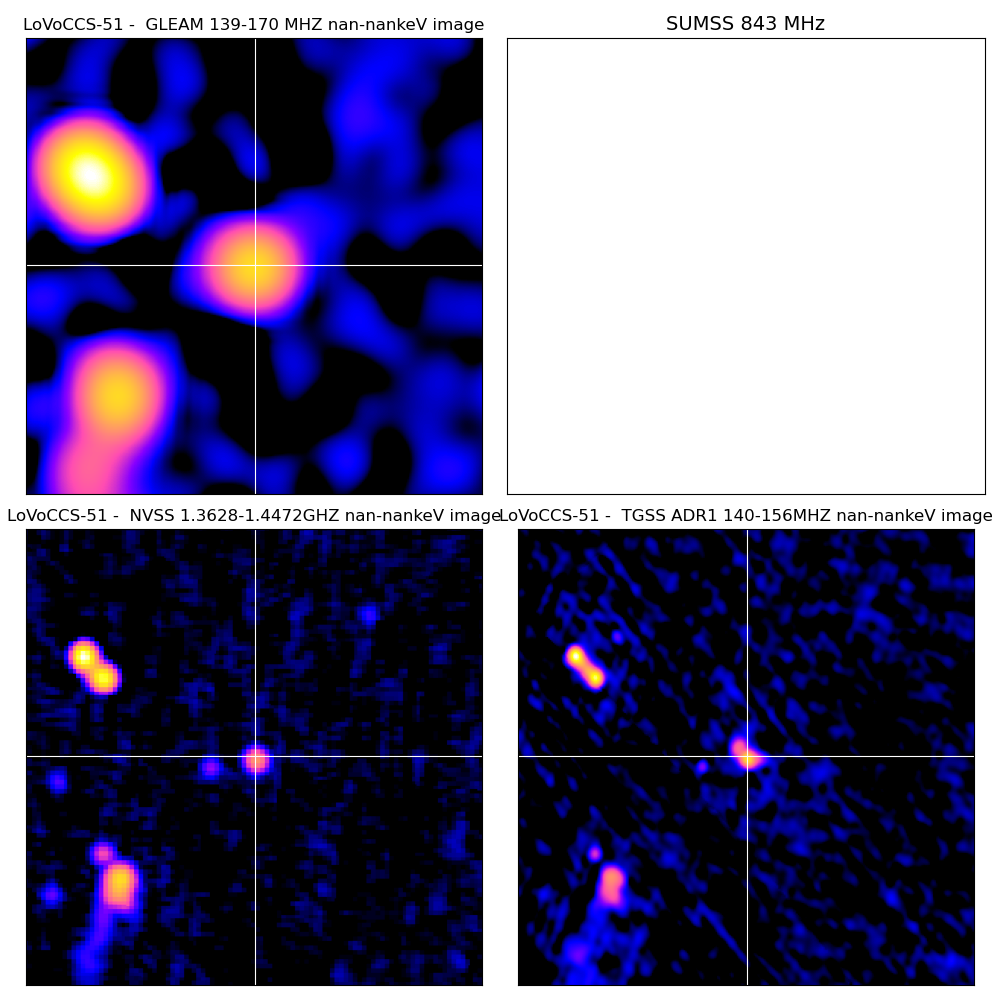 LoVoCCS-51 -  GLEAM 139-170 MHZ nan-nankeV image
SUMSS 843 MHz
LoVoCCS-51 -  NVSS 1.3628-1.4472GHZ nan-nankeV image
LoVoCCS-51 -  TGSS ADR1 140-156MHZ nan-nankeV image